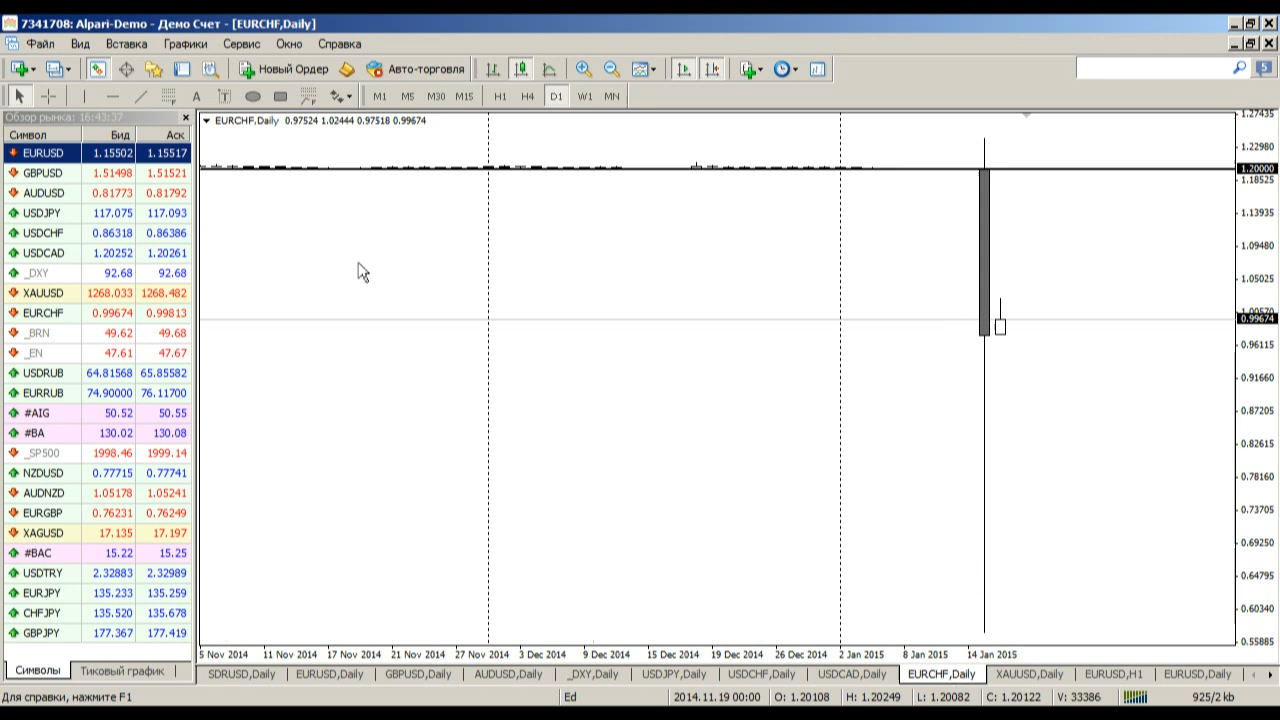 7341708: Alpari-Demo - Демо Счет - [EURCHF,Daily]
Файл Вид Вставка Графики Сервис Окно Справка
Новый Ордер Авто-торговля 5
A T M1 M5 M30 M15 H1 H4 D1 W1 MN
Обзор рынка: 16:43:37
Символ Бид Аск
EURUSD 1.15502 1.15517
GBPUSD 1.51498 1.51521
AUDUSD 0.81773 0.81792
USDJPY 117.075 117.093
USDCHF 0.86318 0.86386
USDCAD 1.20252 1.20261
_DXY 92.68 92.68
XAUUSD 1268.033 1268.482
EURCHF 0.99674 0.99813
_BRN 49.62 49.68
_EN 47.61 47.67
USDRUB 64.81568 65.85582
EURRUB 74.90000 76.11700
#AIG 50.52 50.55
#BA 130.02 130.08
_SP500 1998.46 1999.14
NZDUSD 0.77715 0.77741
AUDNZD 1.05178 1.05241
EURGBP 0.76231 0.76249
XAGUSD 17.135 17.197
#BAC 15.22 15.25
USDTRY 2.32883 2.32989
EURJPY 135.233 135.259
CHFJPY 135.520 135.678
GBPJPY 177.367 177.419
Символы Тиковый график
EURCHF,Daily 0.97524 1.02444 0.97518 0.99674
1.27435
1.22980
1.20000
1.18525
1.13935
1.09480
1.05025
1.00570
0.99674
0.96115
0.91660
0.87205
0.82615
0.78160
0.73705
0.69250
0.64795
0.60340
0.55885
5 Nov 2014 11 Nov 2014 17 Nov 2014 21 Nov 2014 27 Nov 2014 3 Dec 2014 9 Dec 2014 15 Dec 2014 19 Dec 2014 26 Dec 2014 2 Jan 2015 8 Jan 2015 14 Jan 2015
SDRUSD,Daily EURUSD,Daily GBPUSD,Daily AUDUSD,Daily _DXY,Daily USDJPY,Daily USDCHF,Daily USDCAD,Daily EURCHF,Daily XAUUSD,Daily EURUSD,H1 EURUSD,Daily
Для справки, нажмите F1 Ed 2014.11.19 00:00 O: 1.20108 H: 1.20249 L: 1.20082 C: 1.20122 V: 33386 925/2 kb